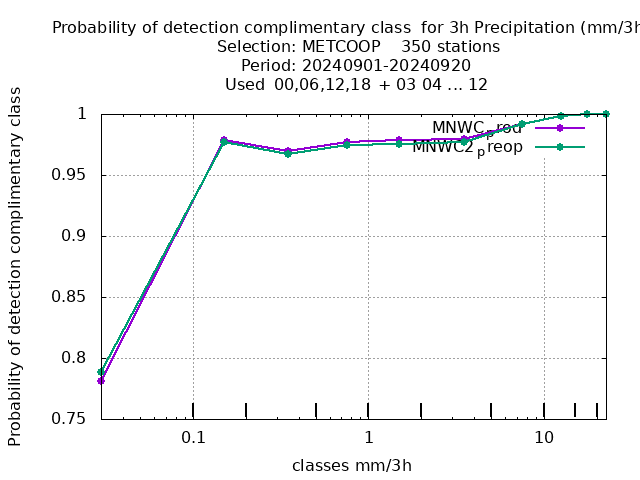 Probability of detection complimentary class  for 3h Precipitation (mm/3h
Selection: METCOOP    350 stations
Period: 20240901-20240920
Used  00,06,12,18 + 03 04 ... 12
Probability of detection complimentary class
1
0.95
0.9
0.85
0.8
0.75
MNWC_prod
MNWC2_preop
0.1
1
10
classes mm/3h